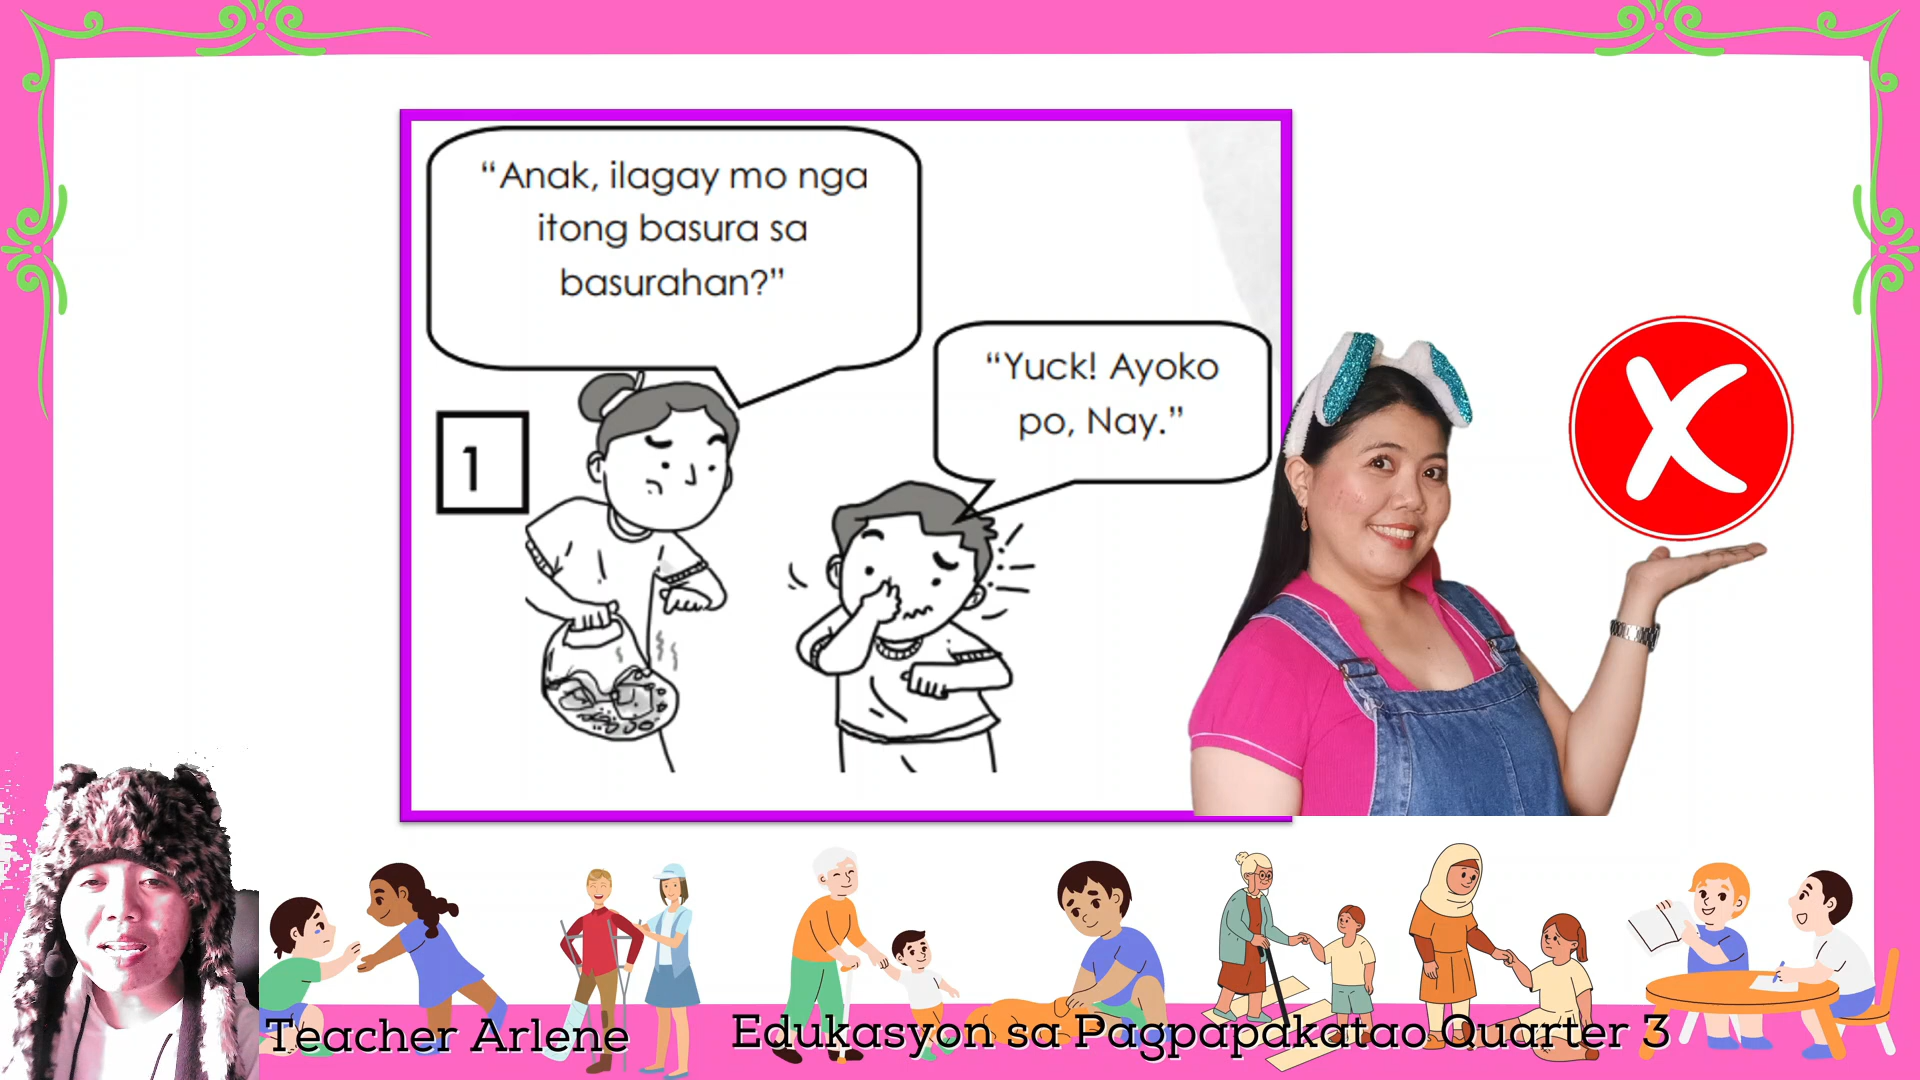 “Anak, ilagay mo nga
itong basura sa
basurahan?”
“Yuck! Ayoko
po, Nay.”
1
X
Teacher Arlene
Edukasyon sa Pagpapakatao Quarter 3